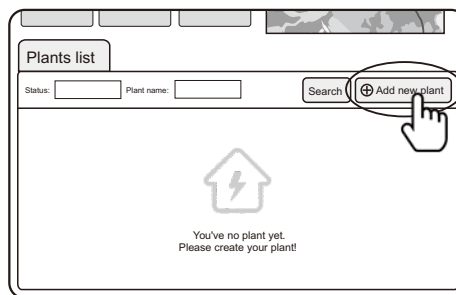 Plants list
Status: Plant name: Search Add new plant
You've no plant yet.
Please create your plant!